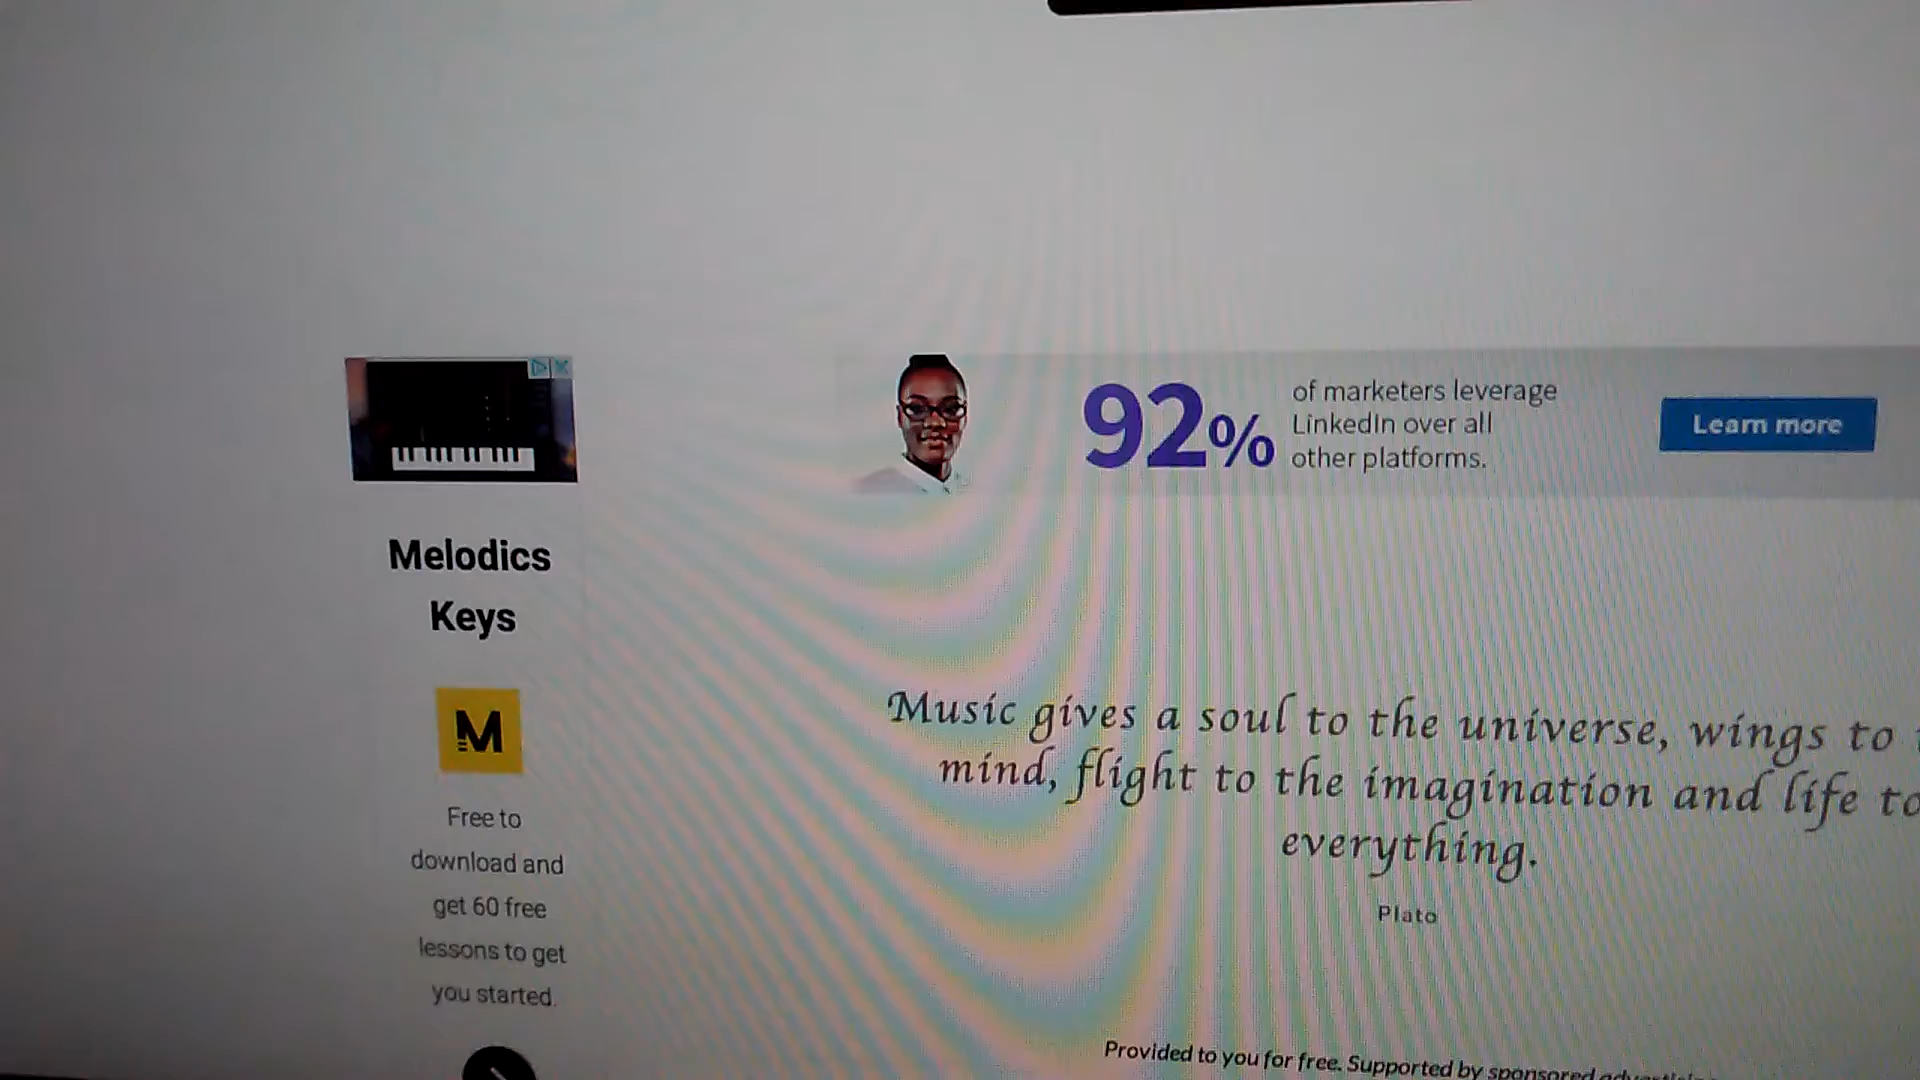 92%
of marketers leverage
LinkedIn over all
other platforms.
Learn more
Melodics
Keys
M
Free to
download and
get 60 free
lessons to get
you started.
Music gives a soul to the universe, wings to
mind, flight to the imagination and life to
everything.
Plato
Provided to you for free. Supported by sponsored